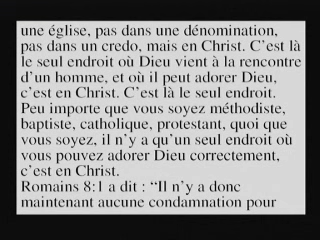 une église, pas dans une dénomination,
pas dans un credo, mais en Christ. C'est là
le seul endroit où Dieu vient à la rencontre
d'un homme, et où il peut adorer Dieu,
c'est en Christ. C'est là le seul endroit.
Peu importe que vous soyez méthodiste,
baptiste, catholique, protestant, quoi que
vous soyez, il n'y a qu'un seul endroit où
vous pouvez adorer Dieu correctement,
c'est en Christ.
Romains 8:1 a dit : “Il n'y a donc
maintenant aucune condamnation pour